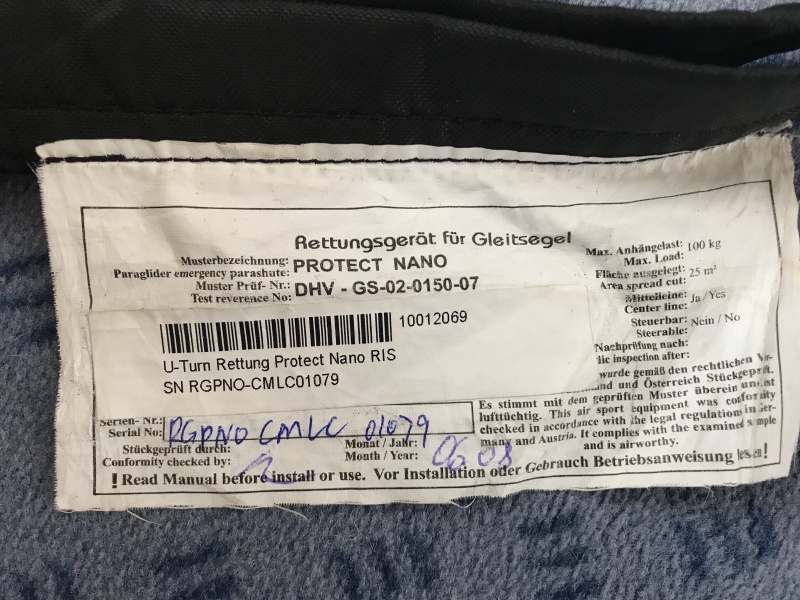 Rettungsgerät für Gleitsegel
Musterbezeichnung:
Paraglider emergency parashute: PROTECT NANO
Muster Prüf- Nr.:
Test reverence No: DHV - GS-02-0150-07
Max. Anhängelast: 100 kg
Max. Load:
Fläche ausgelegt: 25 m²
Area spread cut:
Mittelleine: Ja / Yes
Center line:
Steuerbar: Nein / No
Steerable:
Nachprüfung nach:
dic inspection after:
10012069
U-Turn Rettung Protect Nano RIS
SN RGPNO-CMLC01079
wurde gemäß den rechtlichen
und Österreich Stückgeprüft.
Es stimmt mit dem geprüften Muster überein und ist
lufttüchtig. This air sport equipment was conformity
checked in accordance with the legal regulations in Ger-
many and Austria. It complies with the examined sample
and is airworthy.
Serien- Nr.:
Serial No: RGPNO CMLC 01079
Stückgeprüft durch:
Conformity checked by:
Monat / Jahr:
Month / Year: 06 08
! Read Manual before install or use. Vor Installation oder Gebrauch Betriebsanweisung lesen!